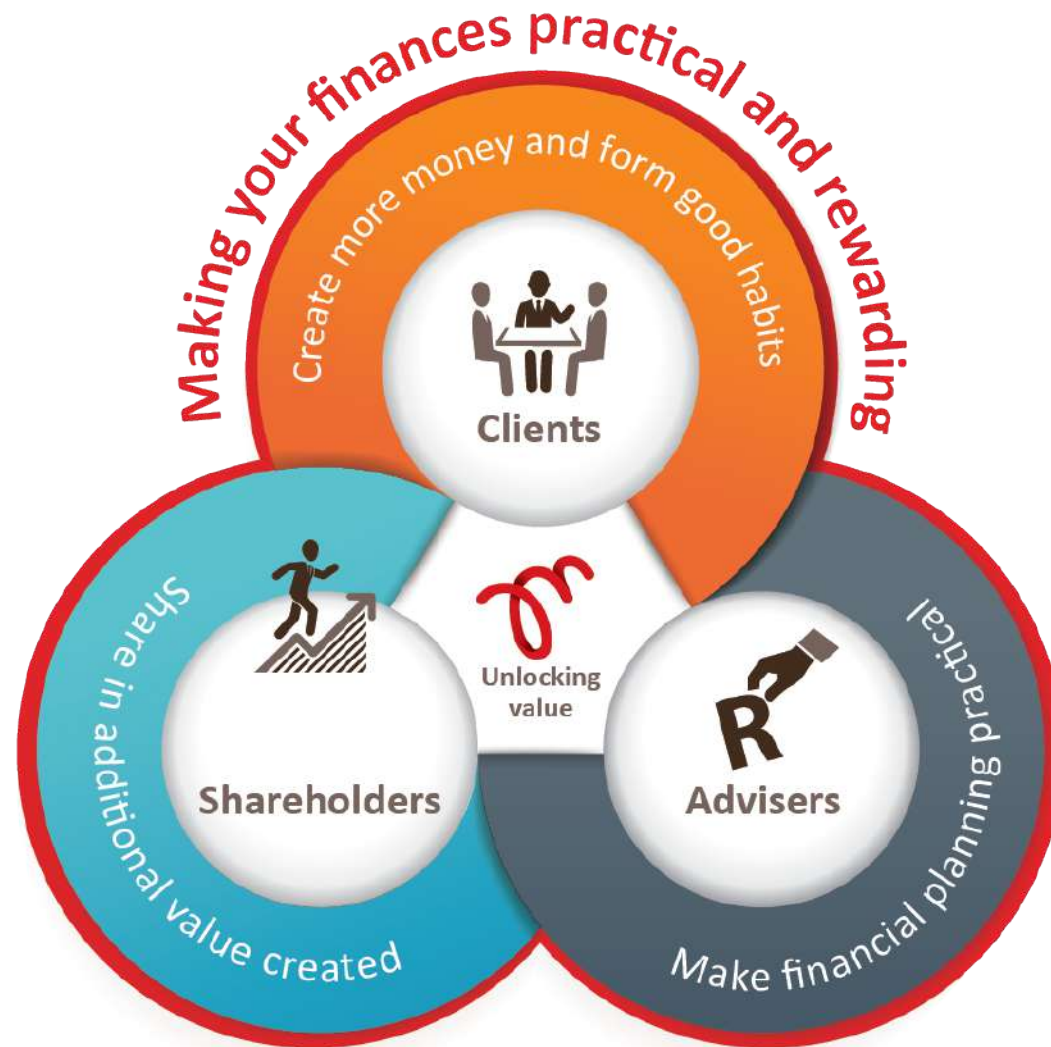 Making your finances practical and rewarding
Create more money and form good habits
Clients
Unlocking
value
Share in additional value created
Shareholders
R
Advisers
Make financial planning practical